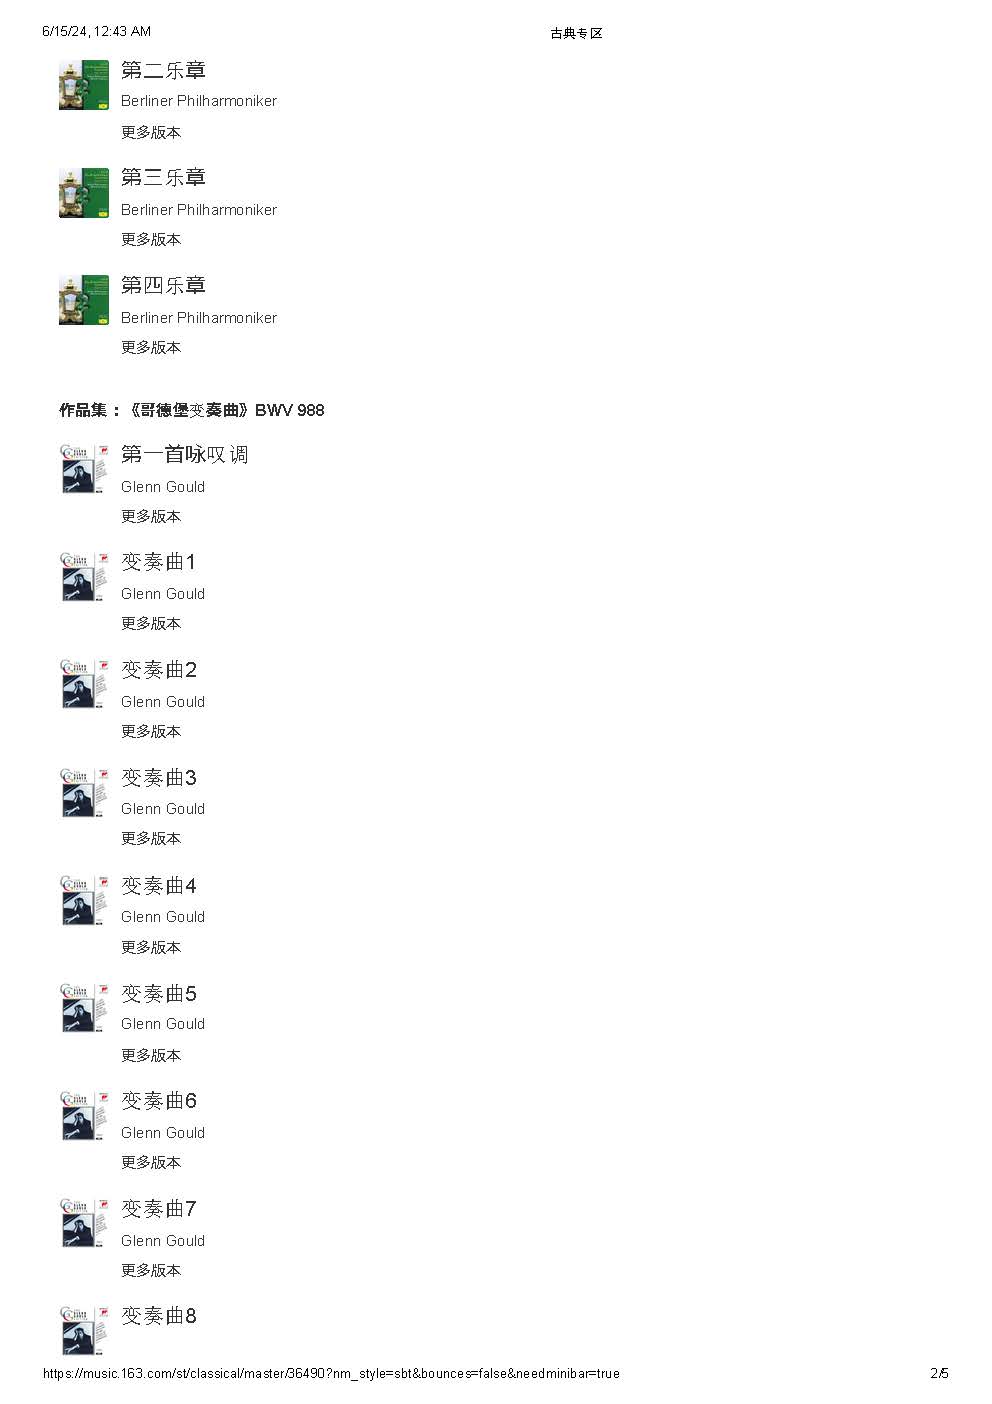 6/15/24, 12:43 AM 古典专区
第二乐章
Berliner Philharmoniker
更多版本
第三乐章
Berliner Philharmoniker
更多版本
第四乐章
Berliner Philharmoniker
更多版本
作品集：《哥德堡变奏曲》BWV 988
第一首咏叹调
Glenn Gould
更多版本
变奏曲1
Glenn Gould
更多版本
变奏曲2
Glenn Gould
更多版本
变奏曲3
Glenn Gould
更多版本
变奏曲4
Glenn Gould
更多版本
变奏曲5
Glenn Gould
更多版本
变奏曲6
Glenn Gould
更多版本
变奏曲7
Glenn Gould
更多版本
变奏曲8
https://music.163.com/st/classical/master/36490?nm_style=sbt&bounces=false&needminibar=true 2/5